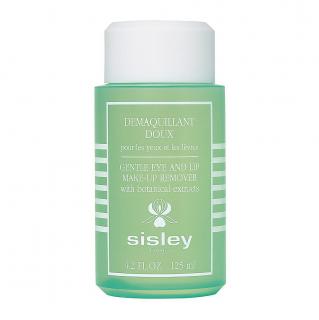 DEMAQUILLANT
DOUX
pour les yeux et les lèvres
GENTLE EYE AND LIP
MAKE-UP REMOVER
with botanical extracts
sisley
4.2 FL.OZ 125 ml